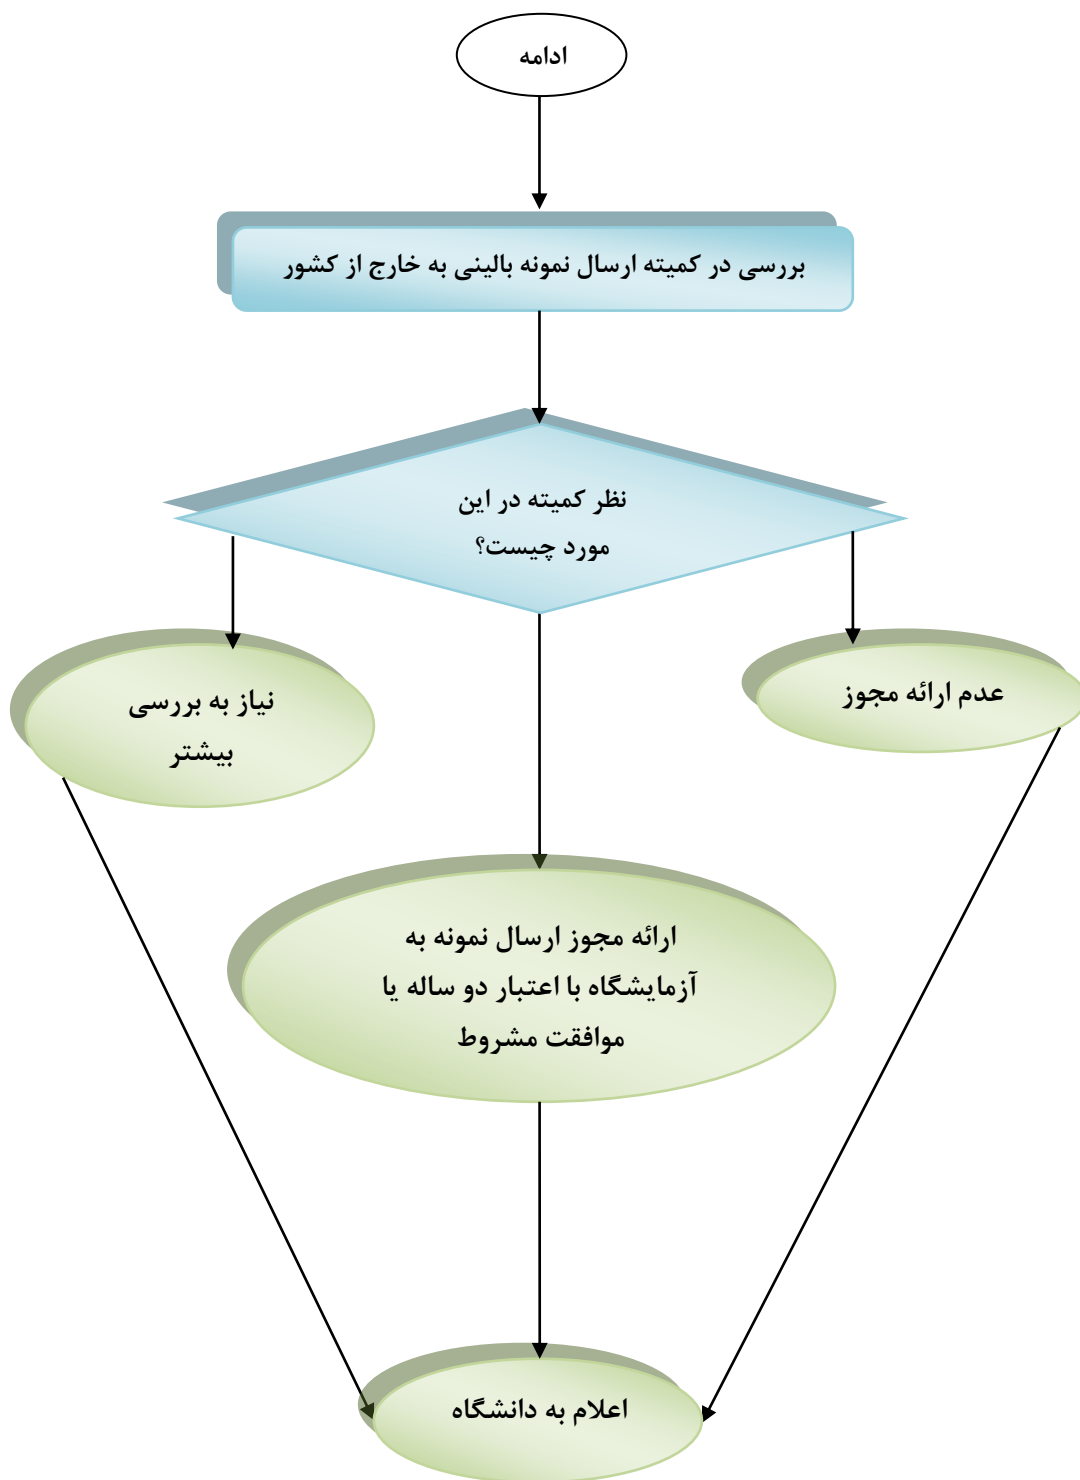 ادامه
بررسی در کمیته ارسال نمونه بالینی به خارج از کشور
نظر کمیته در این
مورد چیست؟
عدم ارائه مجوز
نیاز به بررسی
بیشتر
ارائه مجوز ارسال نمونه به
آزمایشگاه با اعتبار دو ساله یا
موافقت مشروط
اعلام به دانشگاه